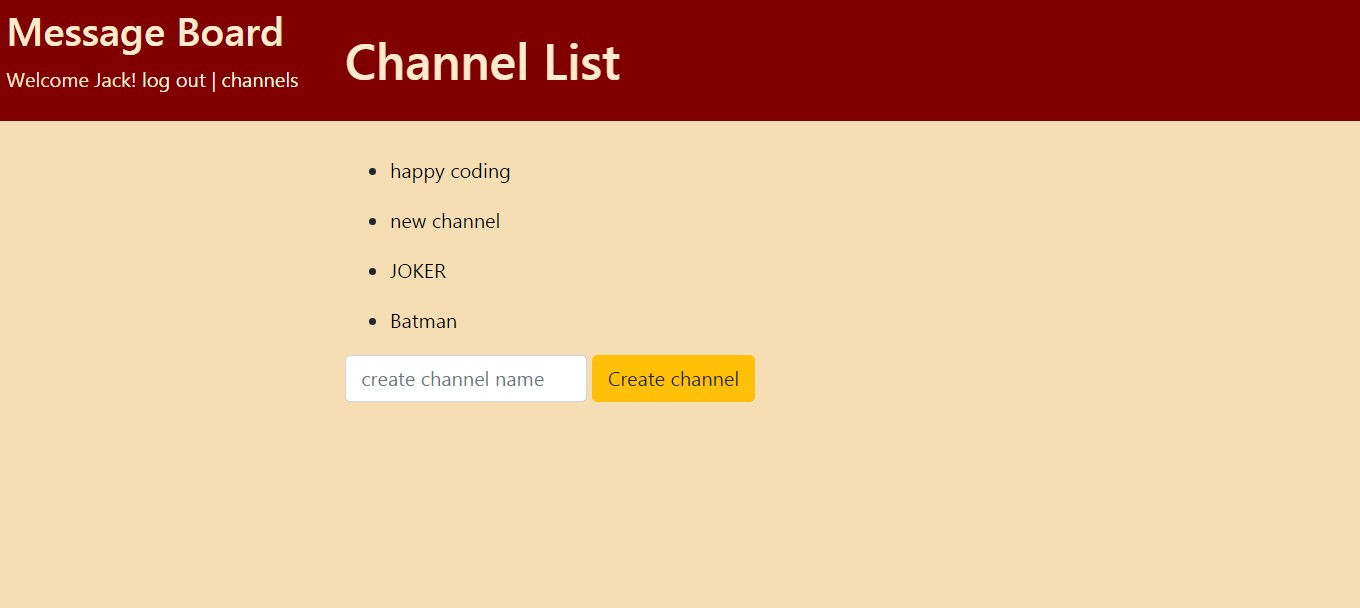 Message Board
Welcome Jack! log out | channels
Channel List
happy coding
new channel
JOKER
Batman
create channel name
Create channel